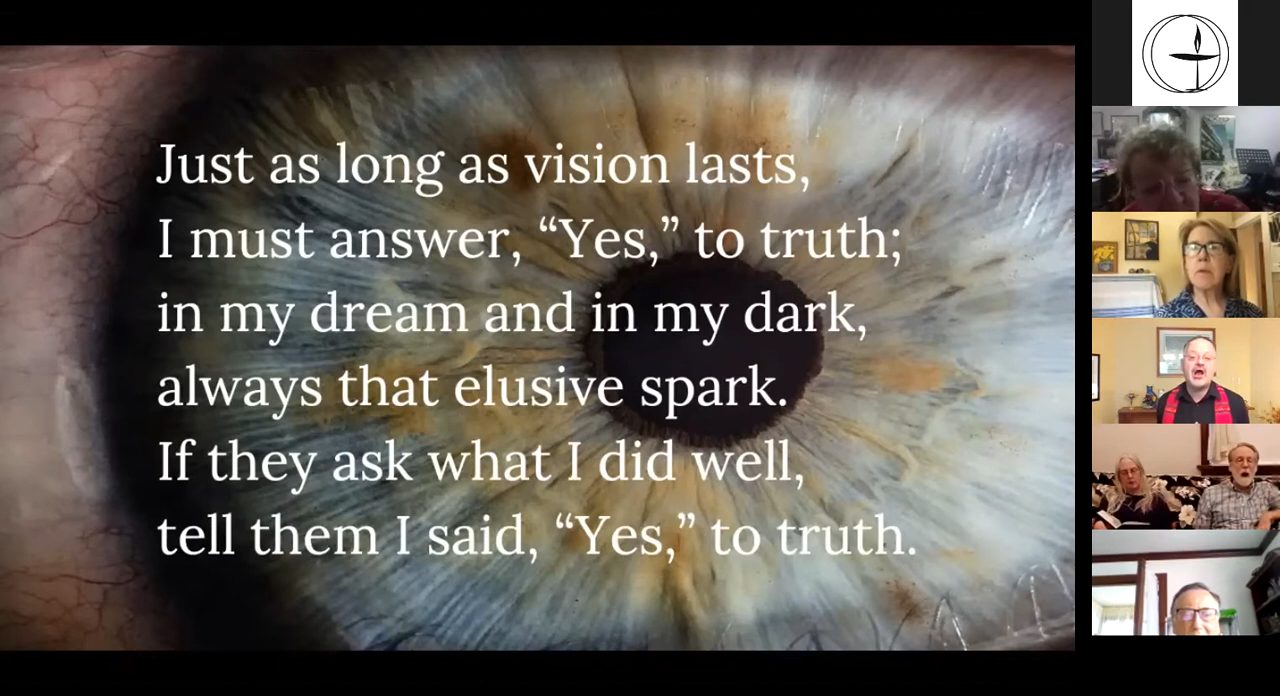 Just as long as vision lasts,
I must answer, “Yes,” to truth;
in my dream and in my dark,
always that elusive spark.
If they ask what I did well,
tell them I said, “Yes,” to truth.